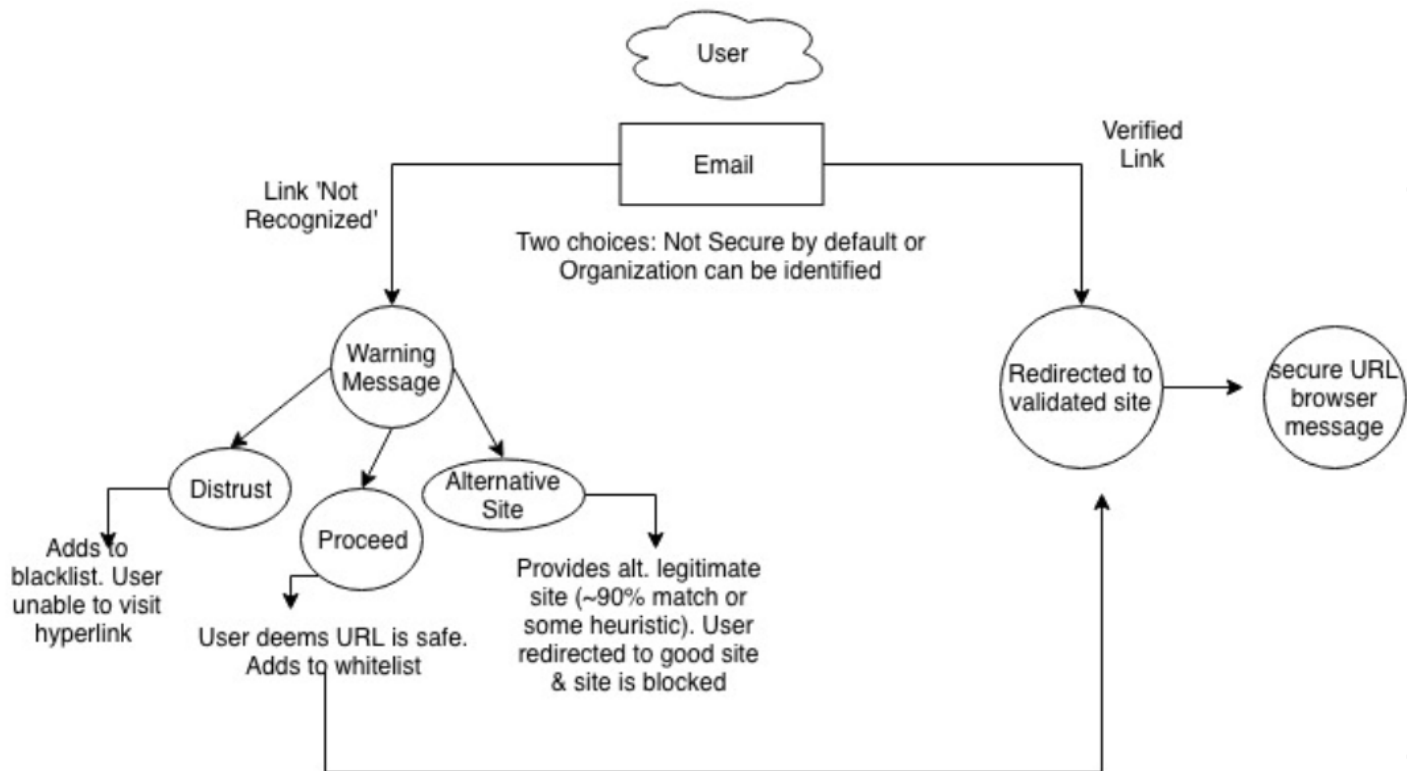 User
Email
Verified
Link
Link 'Not
Recognized'
Two choices: Not Secure by default or
Organization can be identified
Warning
Message
Redirected to
validated site
secure URL
browser
message
Distrust
Proceed
Alternative
Site
Adds to
blacklist. User
unable to visit
hyperlink
User deems URL is safe.
Adds to whitelist
Provides alt. legitimate
site (~90% match or
some heuristic). User
redirected to good site
& site is blocked